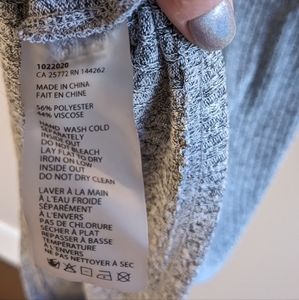 1022020
CA 25772 RN 144262
MADE IN CHINA
FAIT EN CHINE
56% POLYESTER
44% VISCOSE
HAND WASH COLD
SEPARATELY
INSIDE OUT
DO NOT BLEACH
LAY FLAT TO DRY
IRON ON LOW
INSIDE OUT
DO NOT DRY CLEAN
LAVER À LA MAIN
À L'EAU FROIDE
SÉPARÉMENT
À L'ENVERS
PAS DE CHLORURE
SÉCHER À PLAT
REPASSER À BASSE
TEMPÉRATURE
À L'ENVERS
PAS NETTOYER À SEC